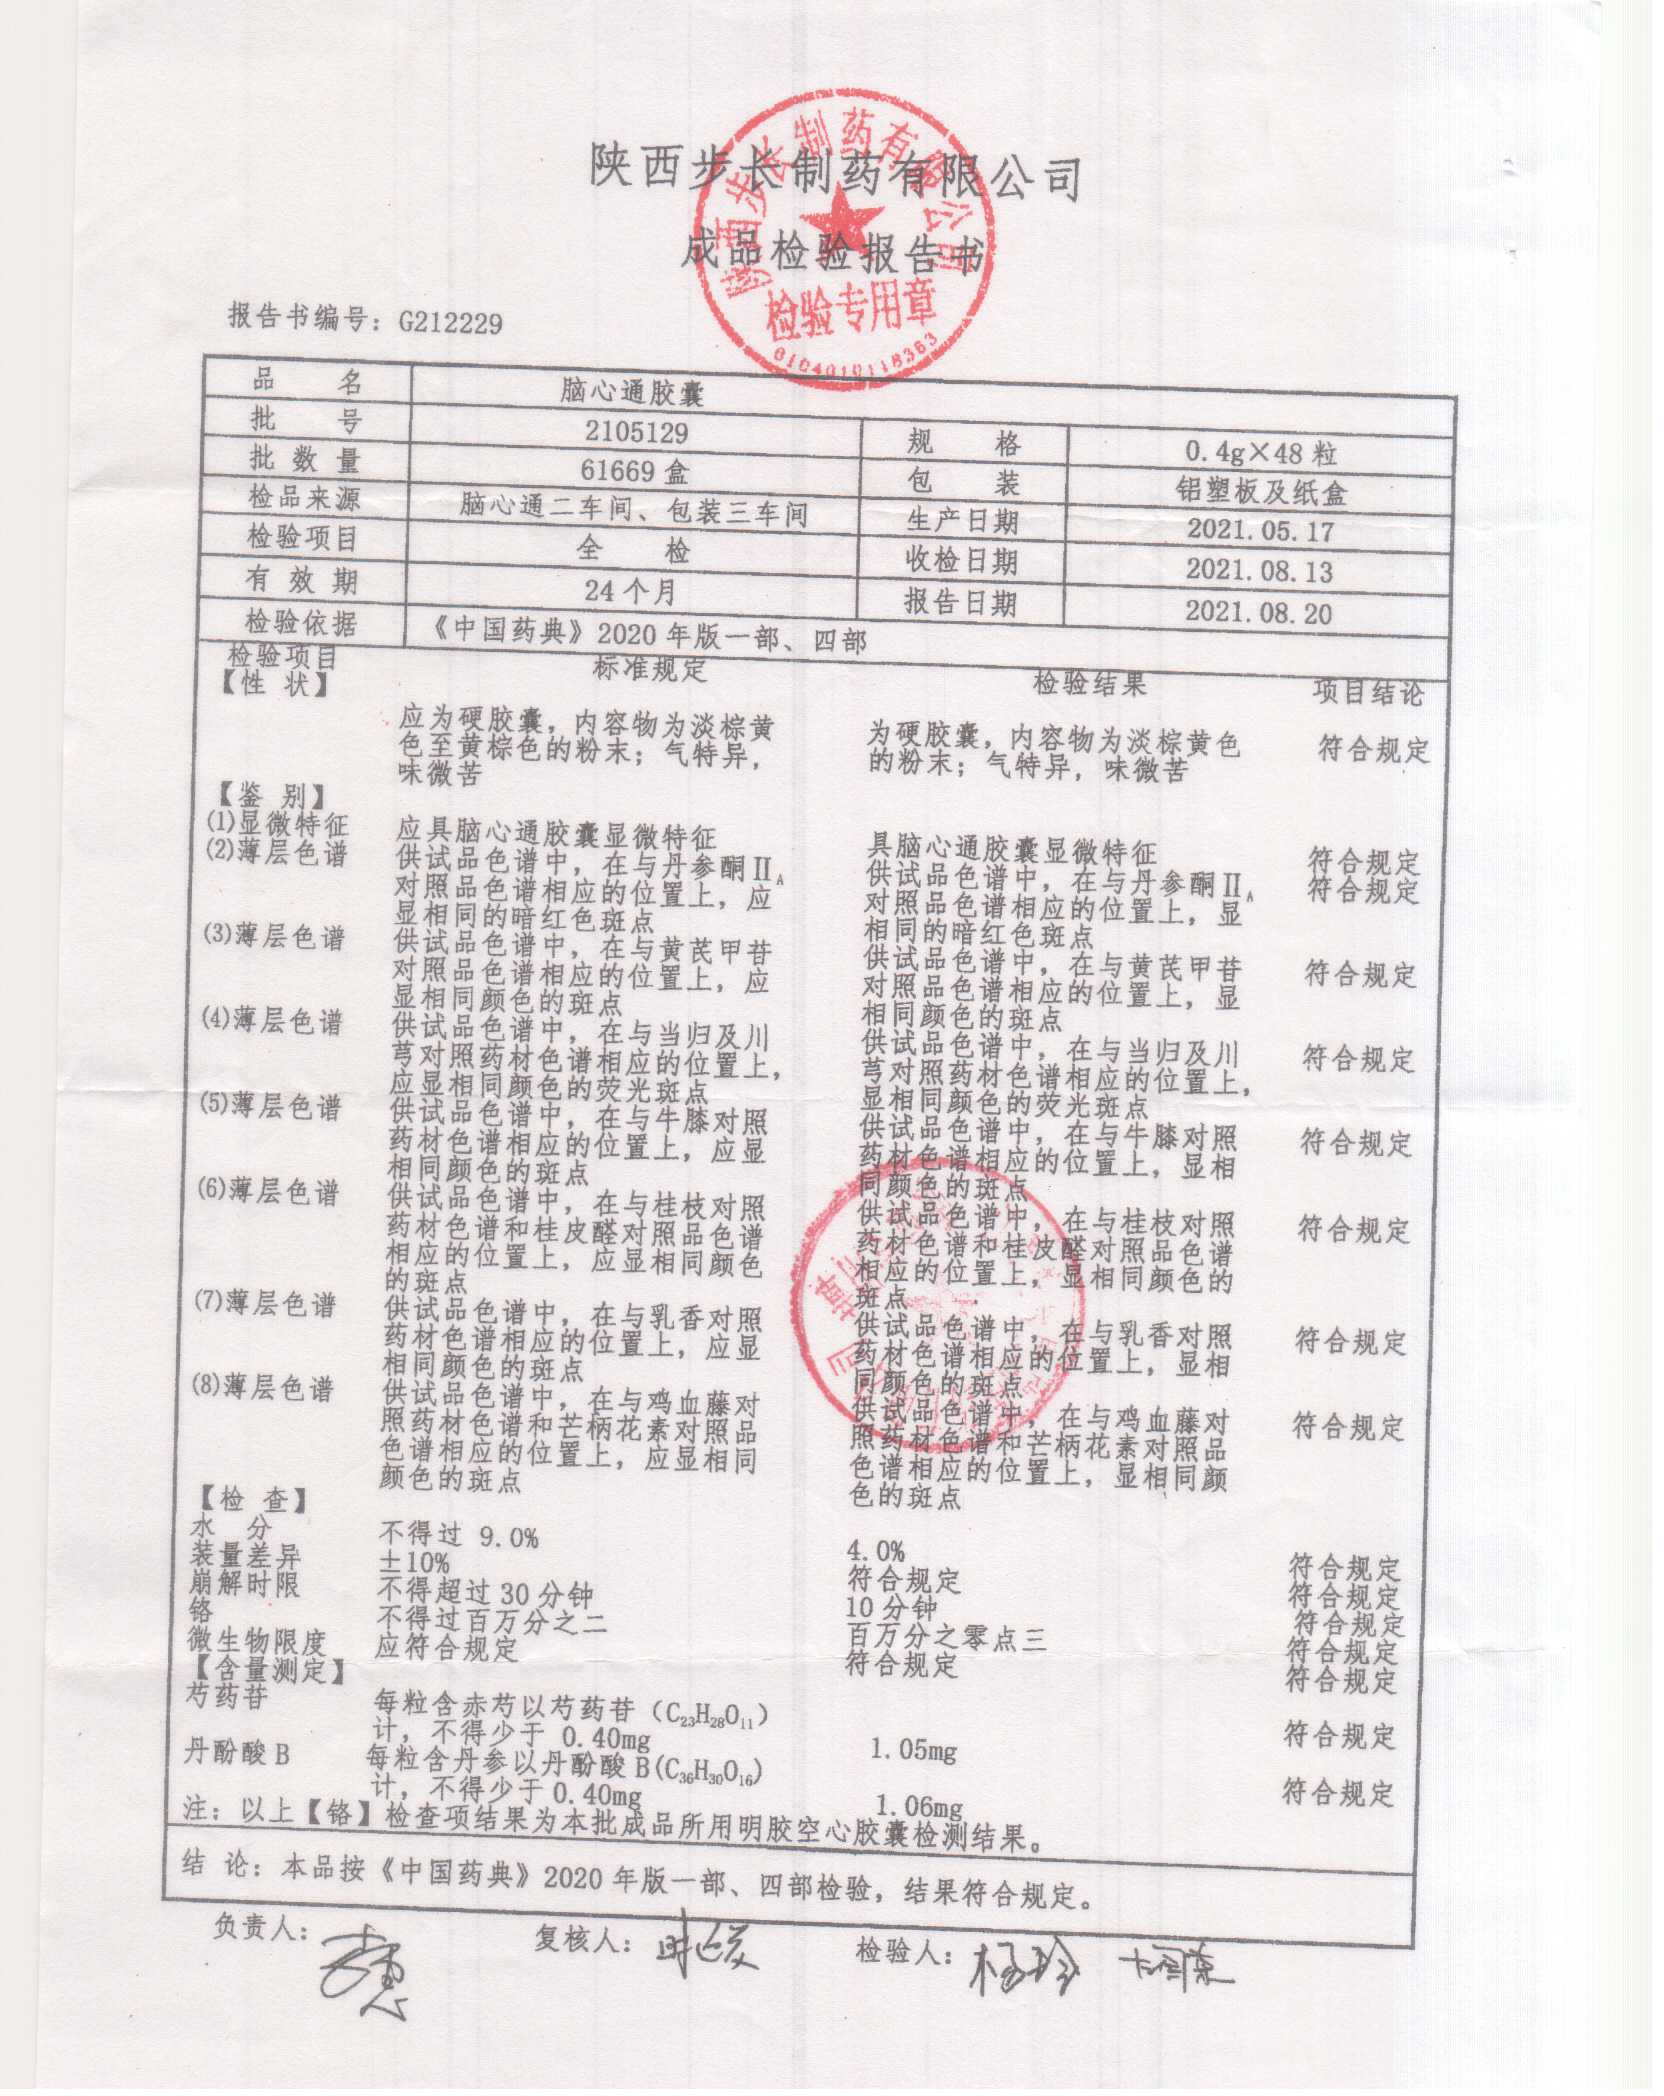 陕西步长制药有限公司
成品检验报告书
陕西步长制药有限公司
检验专用章
6104010118363
报告书编号：G212229
品 名 脑心通胶囊
批 号 2105129 规 格 0.4g×48粒
批 数 量 61669盒 包 装 铝塑板及纸盒
检品来源 脑心通二车间、包装三车间 生产日期 2021.05.17
检验项目 全 检 收检日期 2021.08.13
有 效 期 24个月 报告日期 2021.08.20
检验依据 《中国药典》2020年版一部、四部
检验项目 标准规定 检验结果 项目结论
【性 状】
应为硬胶囊，内容物为淡棕黄 为硬胶囊，内容物为淡棕黄色 符合规定
色至黄棕色的粉末；气特异， 的粉末；气特异，味微苦
味微苦
【鉴 别】
⑴显微特征 应具脑心通胶囊显微特征 具脑心通胶囊显微特征 符合规定
⑵薄层色谱 供试品色谱中，在与丹参酮ⅡA 供试品色谱中，在与丹参酮ⅡA 符合规定
对照品色谱相应的位置上，应 对照品色谱相应的位置上，显
显相同的暗红色斑点 相同的暗红色斑点
⑶薄层色谱 供试品色谱中，在与黄芪甲苷 供试品色谱中，在与黄芪甲苷 符合规定
对照品色谱相应的位置上，应 对照品色谱相应的位置上，显
显相同颜色的斑点 相同颜色的斑点
⑷薄层色谱 供试品色谱中，在与当归及川 供试品色谱中，在与当归及川 符合规定
芎对照药材色谱相应的位置上， 芎对照药材色谱相应的位置上，
应显相同颜色的荧光斑点 显相同颜色的荧光斑点
⑸薄层色谱 供试品色谱中，在与牛膝对照 供试品色谱中，在与牛膝对照 符合规定
药材色谱相应的位置上，应显 药材色谱相应的位置上，显相
相同颜色的斑点 同颜色的斑点
⑹薄层色谱 供试品色谱中，在与桂枝对照 供试品色谱中，在与桂枝对照 符合规定
药材色谱和桂皮醛对照品色谱 药材色谱和桂皮醛对照品色谱
相应的位置上，应显相同颜色 相应的位置上，显相同颜色的
的斑点 斑点
⑺薄层色谱 供试品色谱中，在与乳香对照 供试品色谱中，在与乳香对照 符合规定
药材色谱相应的位置上，应显 药材色谱相应的位置上，显相
相同颜色的斑点 同颜色的斑点
⑻薄层色谱 供试品色谱中，在与鸡血藤对 供试品色谱中，在与鸡血藤对 符合规定
照药材色谱和芒柄花素对照品 照药材色谱和芒柄花素对照品
色谱相应的位置上，应显相同 色谱相应的位置上，显相同颜
颜色的斑点 色的斑点
【检 查】
水 分 不得过 9.0% 4.0% 符合规定
装量差异 ±10% 符合规定 符合规定
崩解时限 不得超过30分钟 10分钟 符合规定
铬 不得过百万分之二 百万分之零点三 符合规定
微生物限度 应符合规定 符合规定 符合规定
【含量测定】
芍药苷 每粒含赤芍以芍药苷（C23H28O11）
计，不得少于 0.40mg 1.05mg 符合规定
丹酚酸B 每粒含丹参以丹酚酸B(C36H30O16)
计，不得少于0.40mg 1.06mg 符合规定
注：以上【铬】检查项结果为本批成品所用明胶空心胶囊检测结果。
结 论：本品按《中国药典》2020年版一部、四部检验，结果符合规定。
负责人： 复核人： 检验人：杨玲